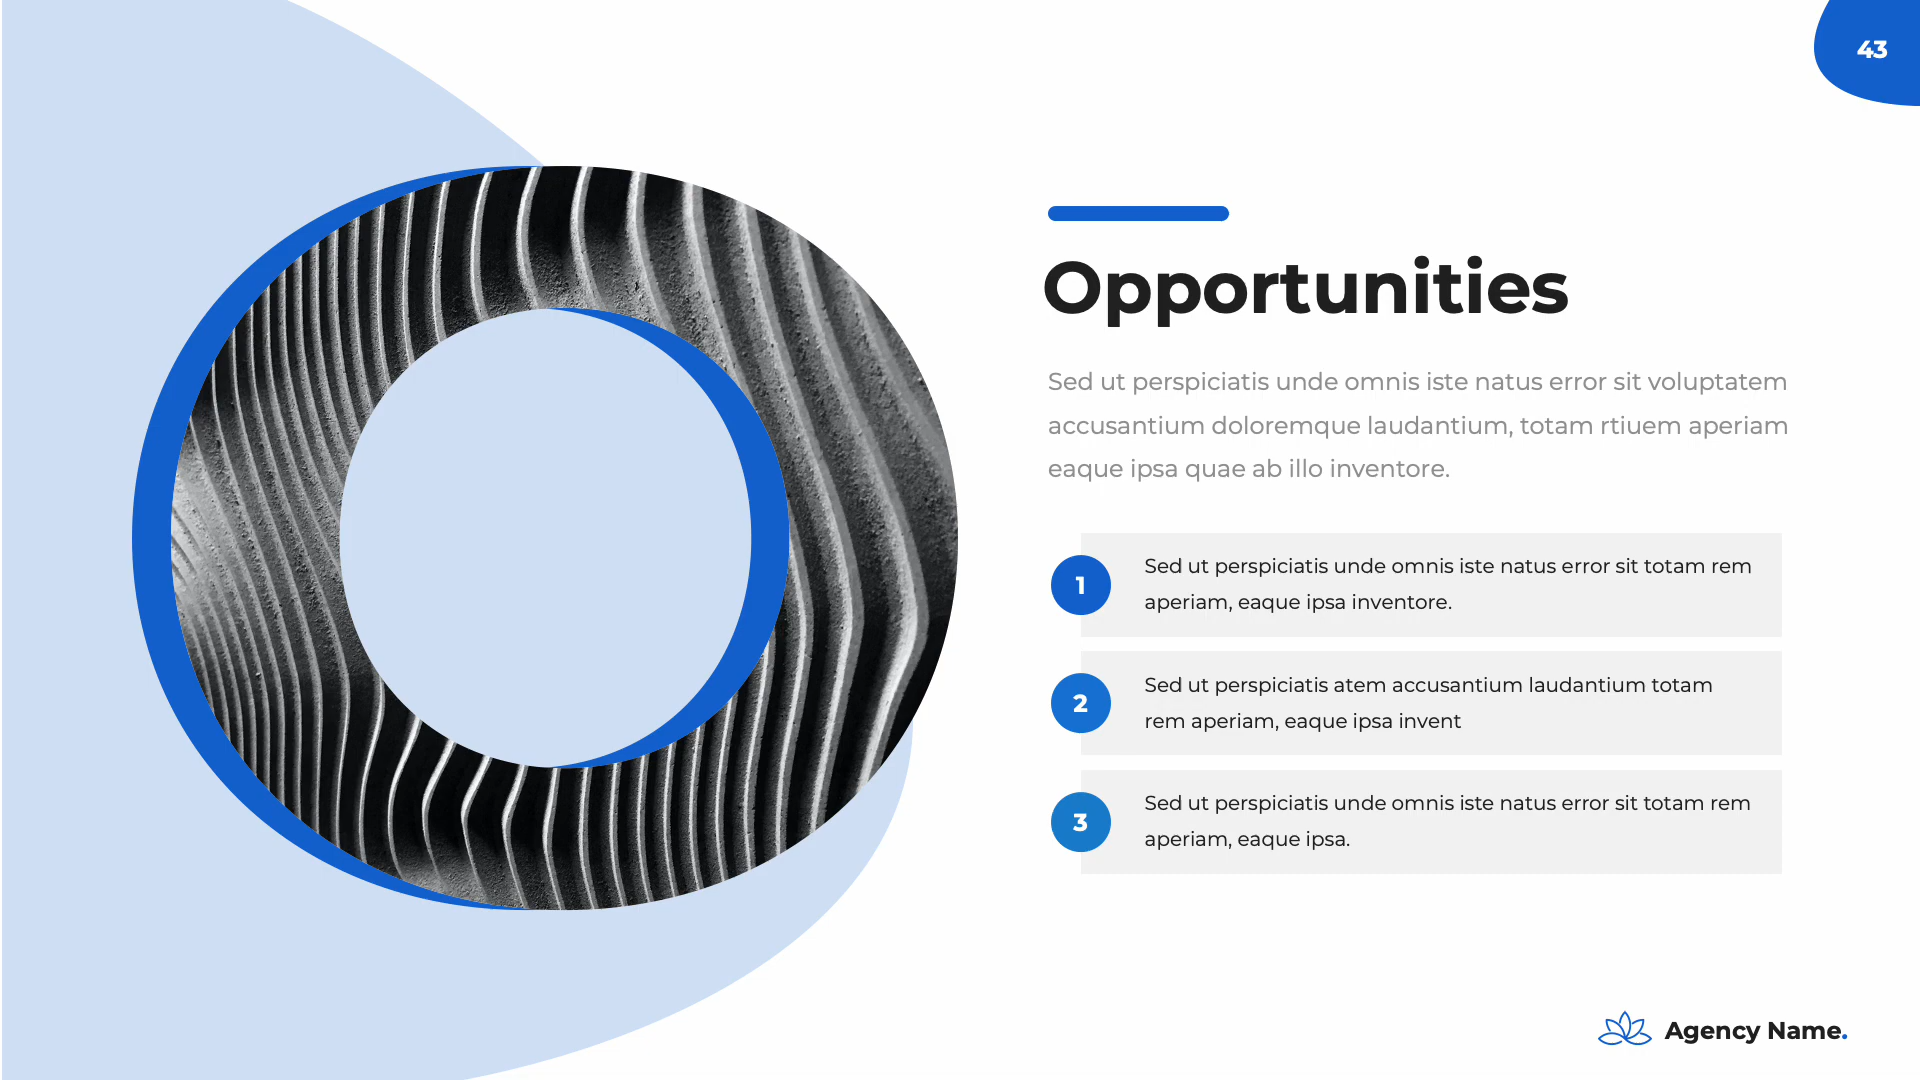 43
Opportunities
Sed ut perspiciatis unde omnis iste natus error sit voluptatem
accusantium doloremque laudantium, totam rtiuem aperiam
eaque ipsa quae ab illo inventore.
1
Sed ut perspiciatis unde omnis iste natus error sit totam rem
aperiam, eaque ipsa inventore.
2
Sed ut perspiciatis atem accusantium laudantium totam
rem aperiam, eaque ipsa invent
3
Sed ut perspiciatis unde omnis iste natus error sit totam rem
aperiam, eaque ipsa.
Agency Name.